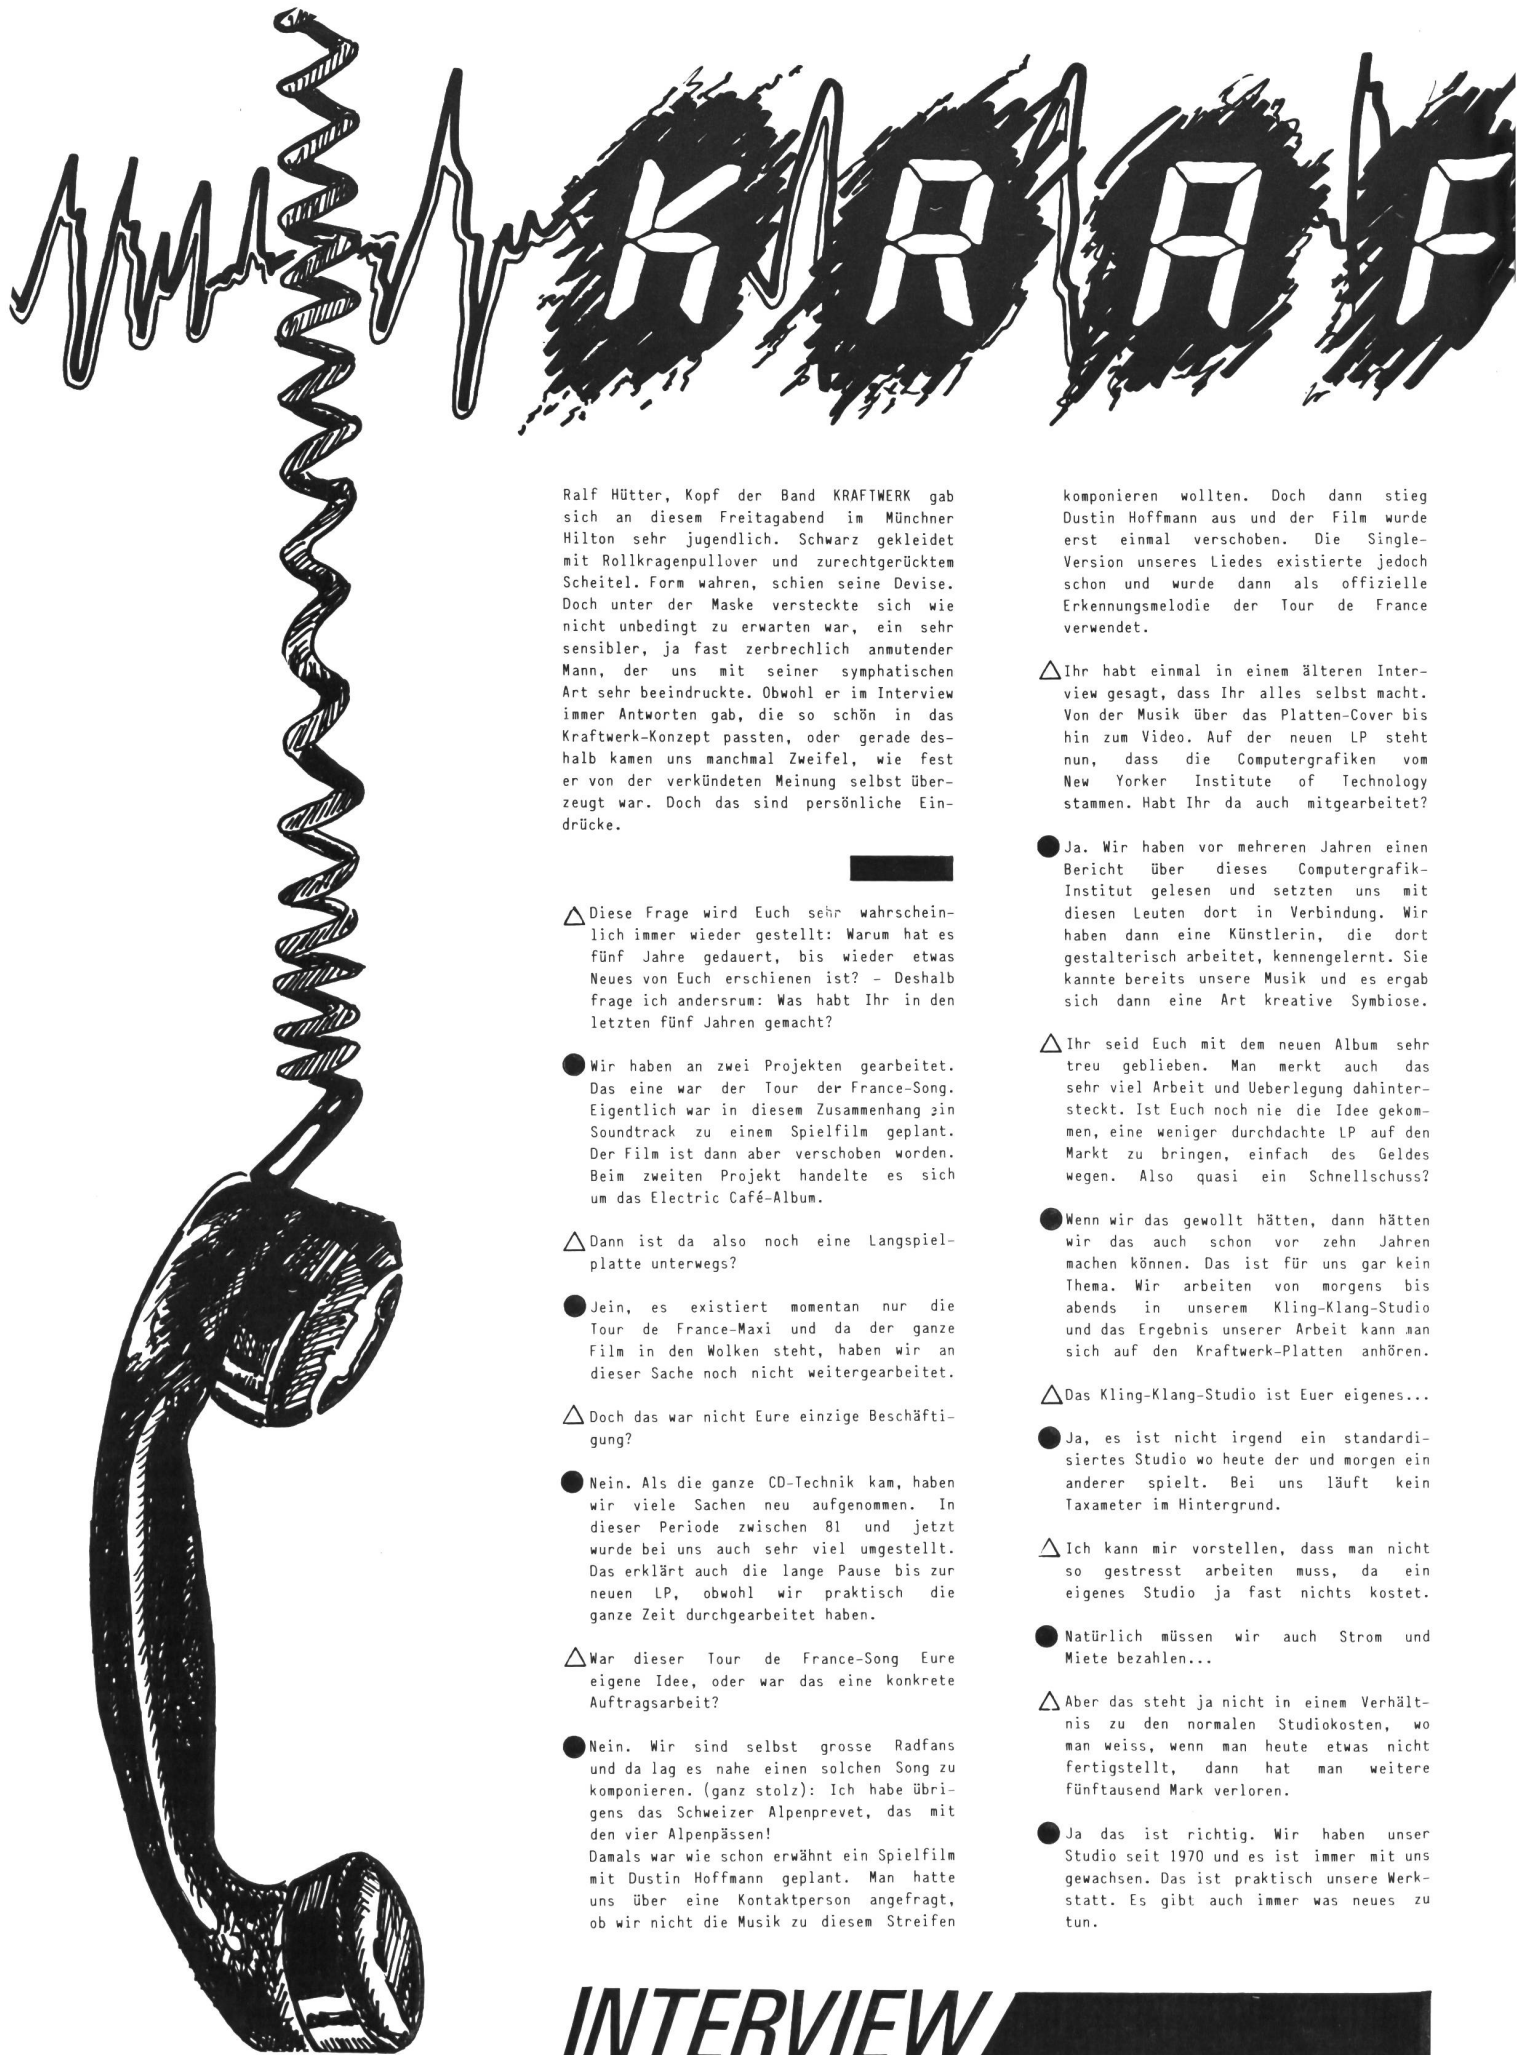 KRAF
Ralf Hütter, Kopf der Band KRAFTWERK gab
sich an diesem Freitagabend im Münchner
Hilton sehr jugendlich. Schwarz gekleidet
mit Rollkragenpullover und zurechtgerücktem
Scheitel. Form wahren, schien seine Devise.
Doch unter der Maske versteckte sich wie
nicht unbedingt zu erwarten war, ein sehr
sensibler, ja fast zerbrechlich anmutender
Mann, der uns mit seiner symphatischen
Art sehr beeindruckte. Obwohl er im Interview
immer Antworten gab, die so schön in das
Kraftwerk-Konzept passten, oder gerade des-
halb kamen uns manchmal Zweifel, wie fest
er von der verkündeten Meinung selbst über-
zeugt war. Doch das sind persönliche Ein-
drücke.
△ Diese Frage wird Euch sehr wahrschein-
lich immer wieder gestellt: Warum hat es
fünf Jahre gedauert, bis wieder etwas
Neues von Euch erschienen ist? – Deshalb
frage ich andersrum: Was habt Ihr in den
letzten fünf Jahren gemacht?
● Wir haben an zwei Projekten gearbeitet.
Das eine war der Tour der France-Song.
Eigentlich war in diesem Zusammenhang ein
Soundtrack zu einem Spielfilm geplant.
Der Film ist dann aber verschoben worden.
Beim zweiten Projekt handelte es sich
um das Electric Café-Album.
△ Dann ist da also noch eine Langspiel-
platte unterwegs?
● Jein, es existiert momentan nur die
Tour de France-Maxi und da der ganze
Film in den Wolken steht, haben wir an
dieser Sache noch nicht weitergearbeitet.
△ Doch das war nicht Eure einzige Beschäfti-
gung?
● Nein. Als die ganze CD-Technik kam, haben
wir viele Sachen neu aufgenommen. In
dieser Periode zwischen 81 und jetzt
wurde bei uns auch sehr viel umgestellt.
Das erklärt auch die lange Pause bis zur
neuen LP, obwohl wir praktisch die
ganze Zeit durchgearbeitet haben.
△ War dieser Tour de France-Song Eure
eigene Idee, oder war das eine konkrete
Auftragsarbeit?
● Nein. Wir sind selbst grosse Radfans
und da lag es nahe einen solchen Song zu
komponieren. (ganz stolz): Ich habe übri-
gens das Schweizer Alpenprevet, das mit
den vier Alpenpässen!
Damals war wie schon erwähnt ein Spielfilm
mit Dustin Hoffmann geplant. Man hatte
uns über eine Kontaktperson angefragt,
ob wir nicht die Musik zu diesem Streifen
komponieren wollten. Doch dann stieg
Dustin Hoffmann aus und der Film wurde
erst einmal verschoben. Die Single-
Version unseres Liedes existierte jedoch
schon und wurde dann als offizielle
Erkennungsmelodie der Tour de France
verwendet.
△ Ihr habt einmal in einem älteren Inter-
view gesagt, dass Ihr alles selbst macht.
Von der Musik über das Platten-Cover bis
hin zum Video. Auf der neuen LP steht
nun, dass die Computergrafiken vom
New Yorker Institute of Technology
stammen. Habt Ihr da auch mitgearbeitet?
● Ja. Wir haben vor mehreren Jahren einen
Bericht über dieses Computergrafik-
Institut gelesen und setzten uns mit
diesen Leuten dort in Verbindung. Wir
haben dann eine Künstlerin, die dort
gestalterisch arbeitet, kennengelernt. Sie
kannte bereits unsere Musik und es ergab
sich dann eine Art kreative Symbiose.
△ Ihr seid Euch mit dem neuen Album sehr
treu geblieben. Man merkt auch das
sehr viel Arbeit und Ueberlegung dahinter-
steckt. Ist Euch noch nie die Idee gekom-
men, eine weniger durchdachte LP auf den
Markt zu bringen, einfach des Geldes
wegen. Also quasi ein Schnellschuss?
● Wenn wir das gewollt hätten, dann hätten
wir das auch schon vor zehn Jahren
machen können. Das ist für uns gar kein
Thema. Wir arbeiten von morgens bis
abends in unserem Kling-Klang-Studio
und das Ergebnis unserer Arbeit kann man
sich auf den Kraftwerk-Platten anhören.
△ Das Kling-Klang-Studio ist Euer eigenes...
● Ja, es ist nicht irgend ein standardi-
siertes Studio wo heute der und morgen ein
anderer spielt. Bei uns läuft kein
Taxameter im Hintergrund.
△ Ich kann mir vorstellen, dass man nicht
so gestresst arbeiten muss, da ein
eigenes Studio ja fast nichts kostet.
● Natürlich müssen wir auch Strom und
Miete bezahlen...
△ Aber das steht ja nicht in einem Verhält-
nis zu den normalen Studiokosten, wo
man weiss, wenn man heute etwas nicht
fertigstellt, dann hat man weitere
fünftausend Mark verloren.
● Ja das ist richtig. Wir haben unser
Studio seit 1970 und es ist immer mit uns
gewachsen. Das ist praktisch unsere Werk-
statt. Es gibt auch immer was neues zu
tun.
INTERVIEW